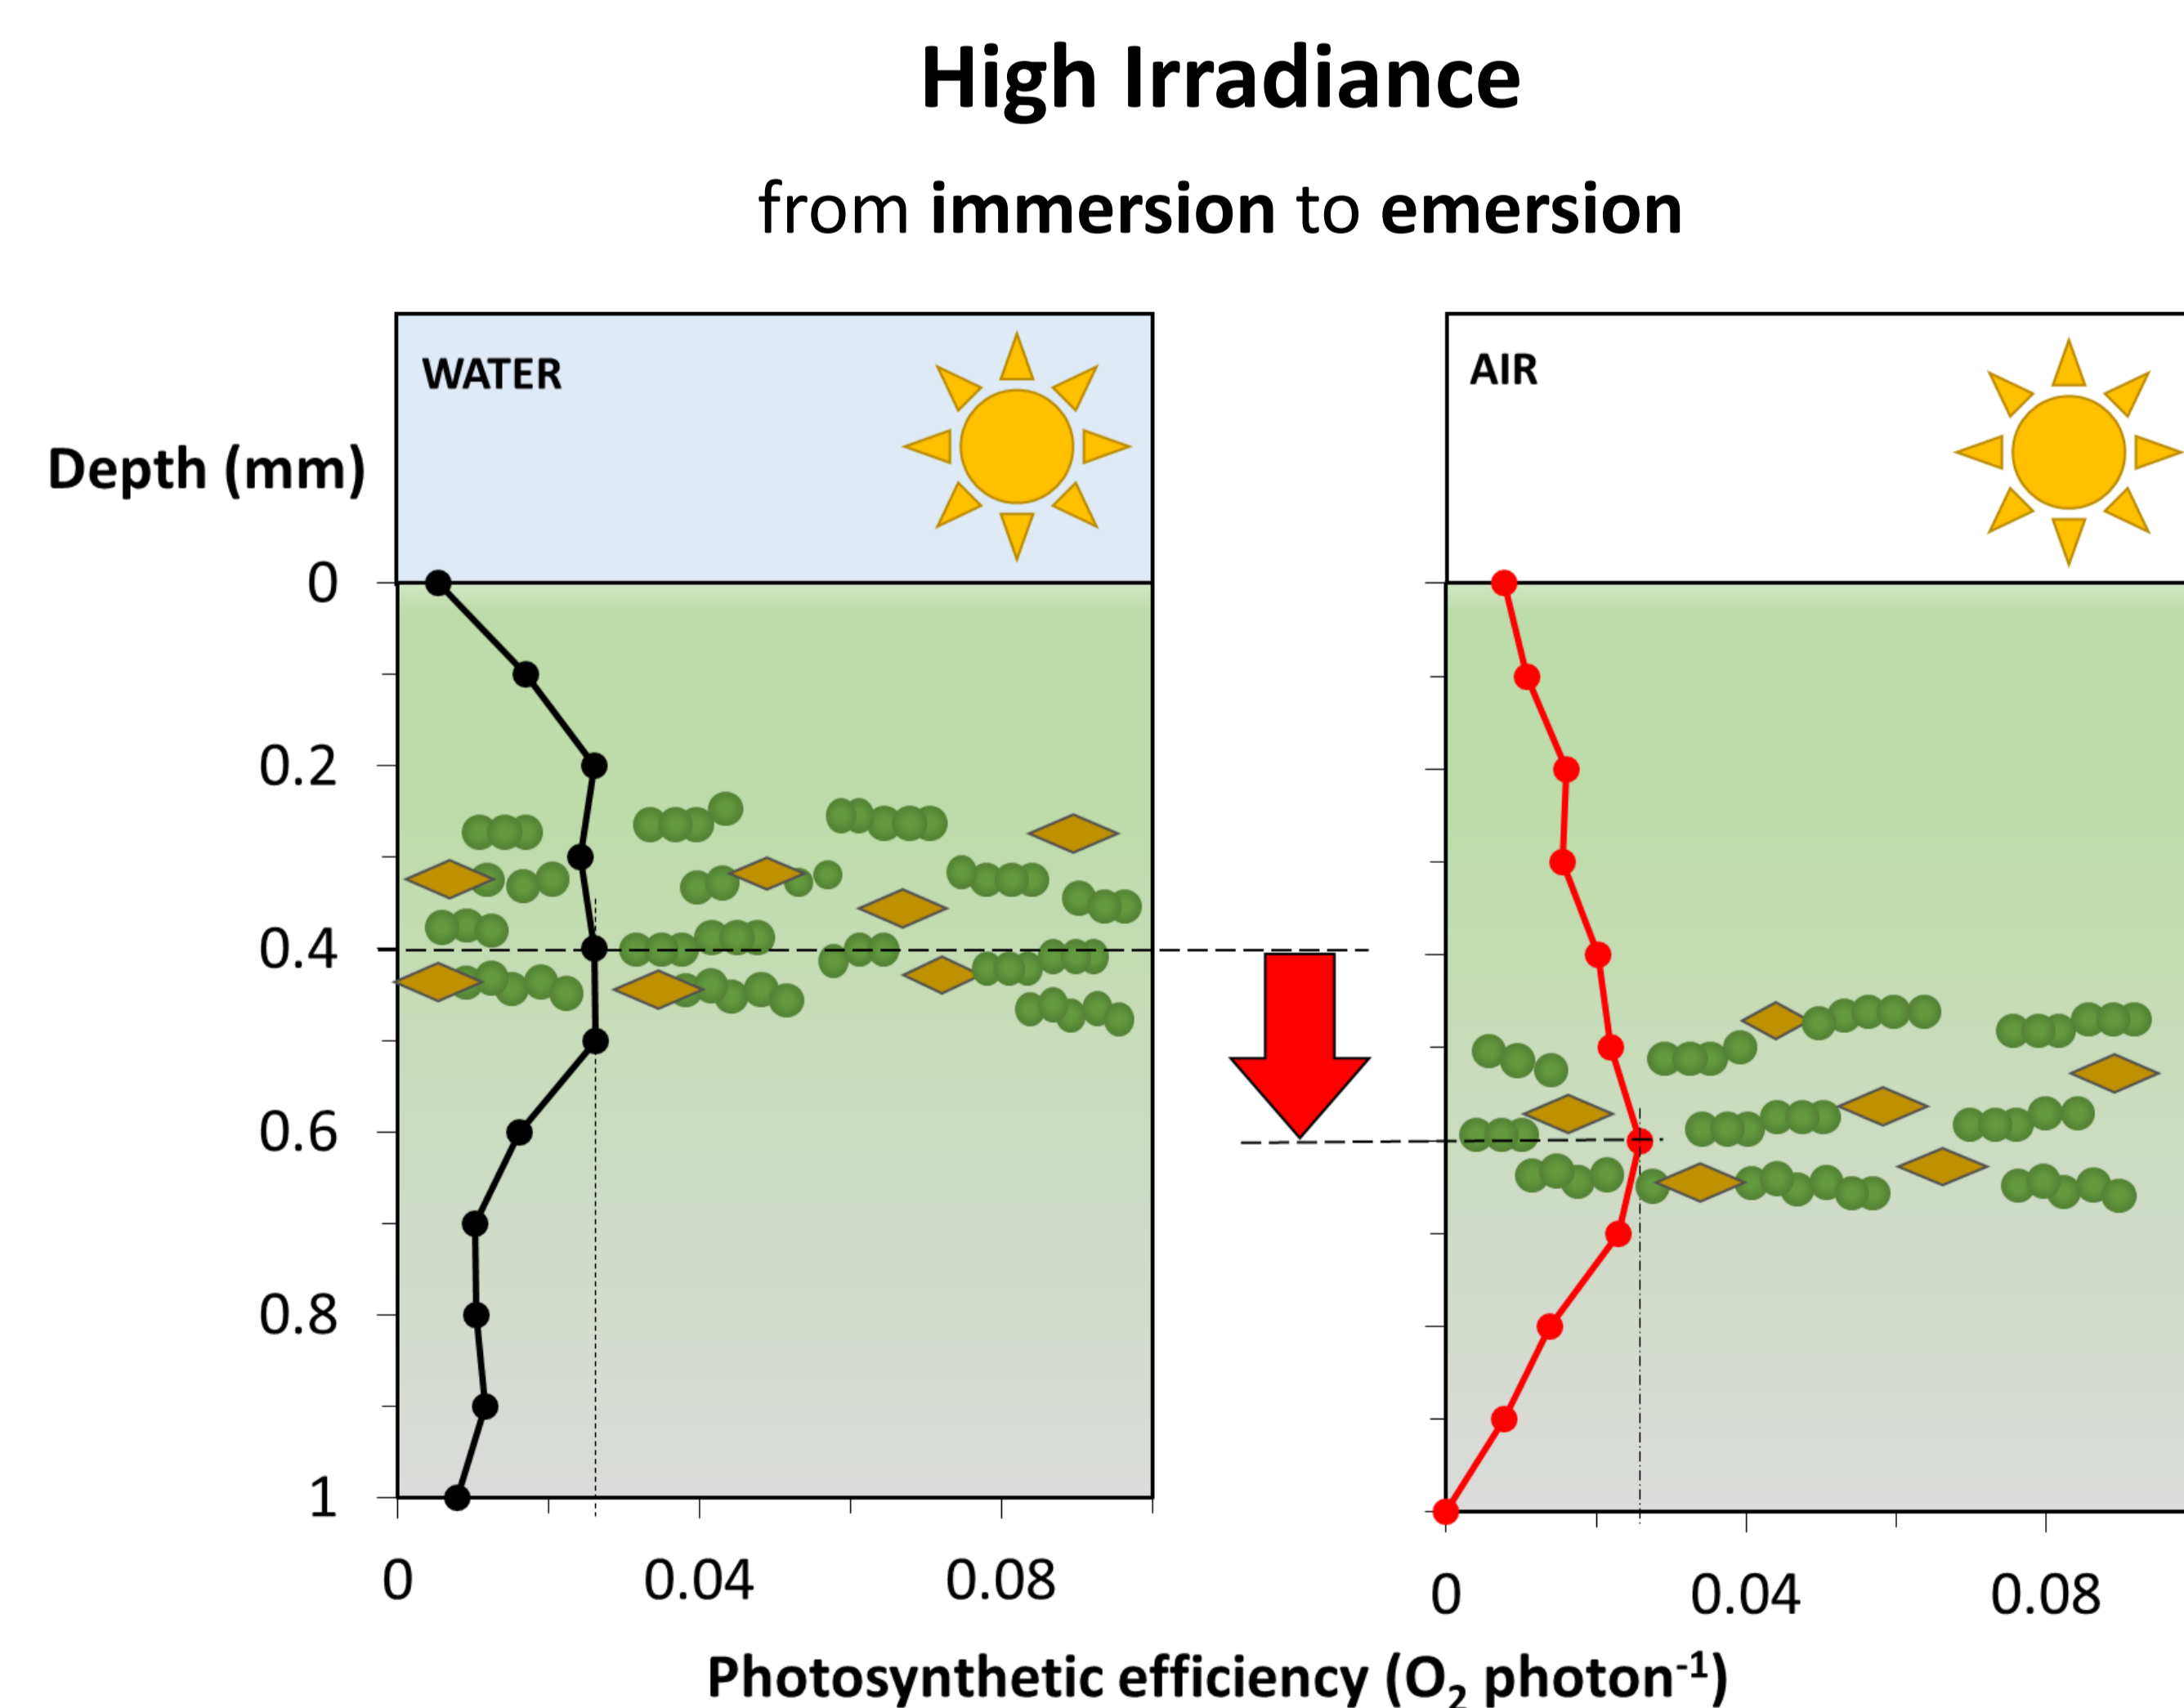 High Irradiance
from immersion to emersion
WATER
AIR
Depth (mm)
0
0.2
0.4
0.6
0.8
1
0 0.04 0.08
0 0.04 0.08
Photosynthetic efficiency (O₂ photon⁻¹)